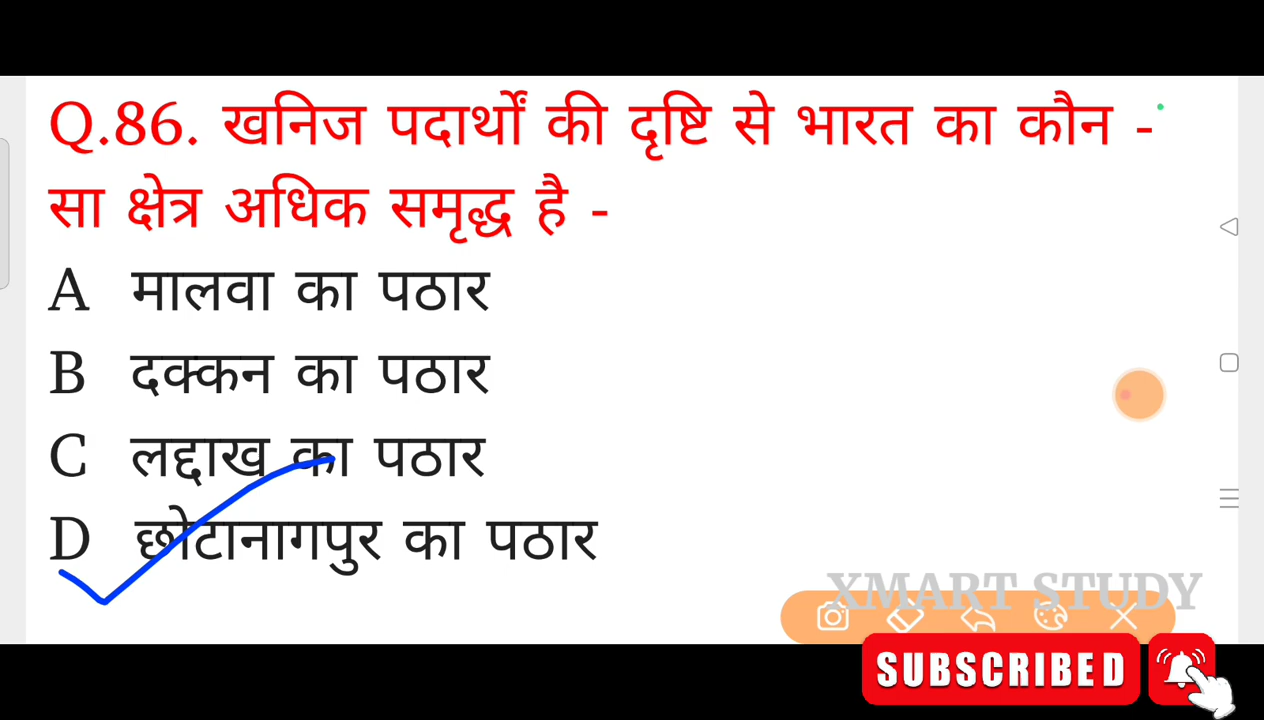 Q.86. खनिज पदार्थों की दृष्टि से भारत का कौन -
सा क्षेत्र अधिक समृद्ध है -
A मालवा का पठार
B दक्कन का पठार
C लद्दाख का पठार
D छोटानागपुर का पठार
XMART STUDY
SUBSCRIBED